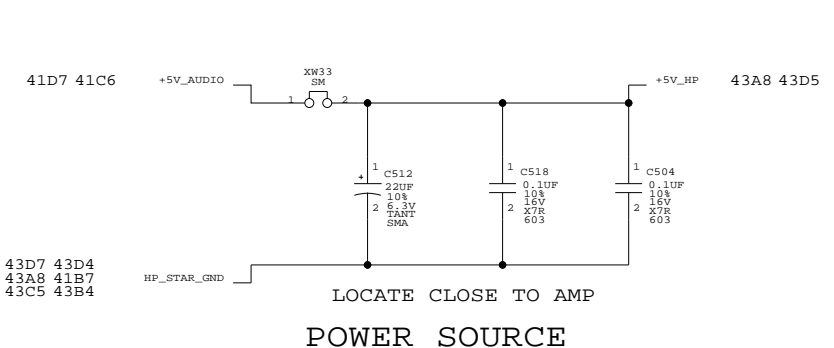 41D7 41C6
+5V_AUDIO
XW33
SM
1
2
+5V_HP
43A8 43D5
1
+
C512
22UF
10%
6.3V
TANT
SMA
2
1
C518
0.1UF
10%
16V
X7R
603
2
1
C504
0.1UF
10%
16V
X7R
603
2
43D7 43D4
43A8 41B7
43C5 43B4
HP_STAR_GND
LOCATE CLOSE TO AMP
POWER SOURCE